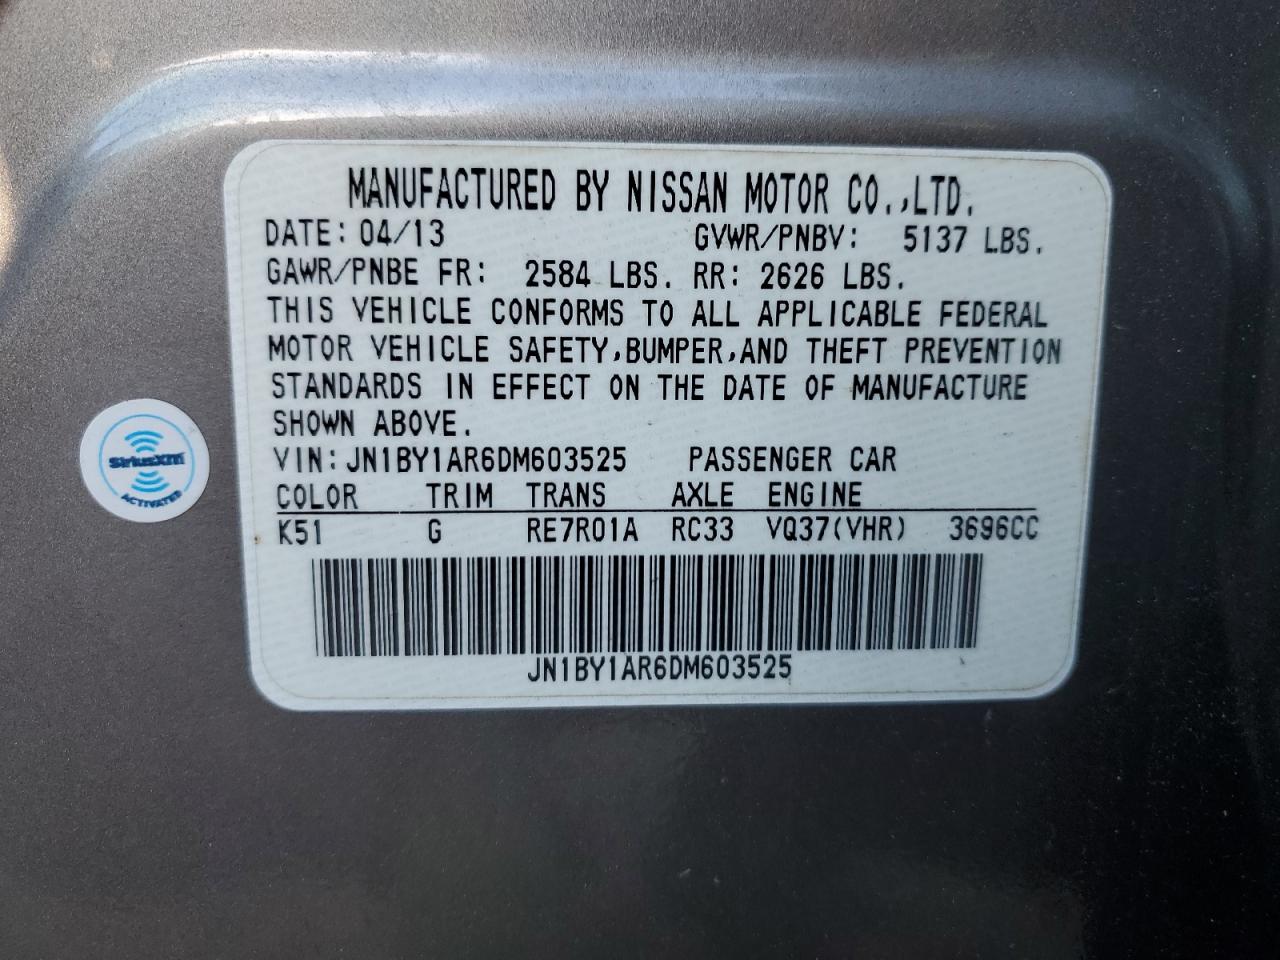 MANUFACTURED BY NISSAN MOTOR CO.,LTD.
DATE: 04/13 GVWR/PNBV: 5137 LBS.
GAWR/PNBE FR: 2584 LBS. RR: 2626 LBS.
THIS VEHICLE CONFORMS TO ALL APPLICABLE FEDERAL
MOTOR VEHICLE SAFETY,BUMPER,AND THEFT PREVENTION
STANDARDS IN EFFECT ON THE DATE OF MANUFACTURE
SHOWN ABOVE.
VIN: JN1BY1AR6DM603525 PASSENGER CAR
COLOR TRIM TRANS AXLE ENGINE
K51 G RE7R01A RC33 VQ37(VHR) 3696CC
JN1BY1AR6DM603525
SiriusXM
ACTIVATED